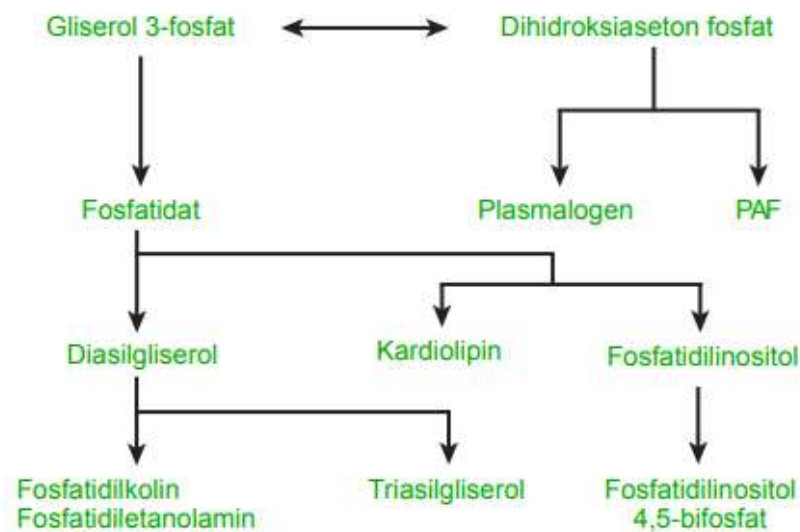 Gliserol 3-fosfat
Dihidroksiaseton fosfat
Fosfatidat
Plasmalogen
PAF
Diasilgliserol
Kardiolipin
Fosfatidilinositol
Fosfatidilkolin
Fosfatidiletanolamin
Triasilgliserol
Fosfatidilinositol
4,5-bifosfat